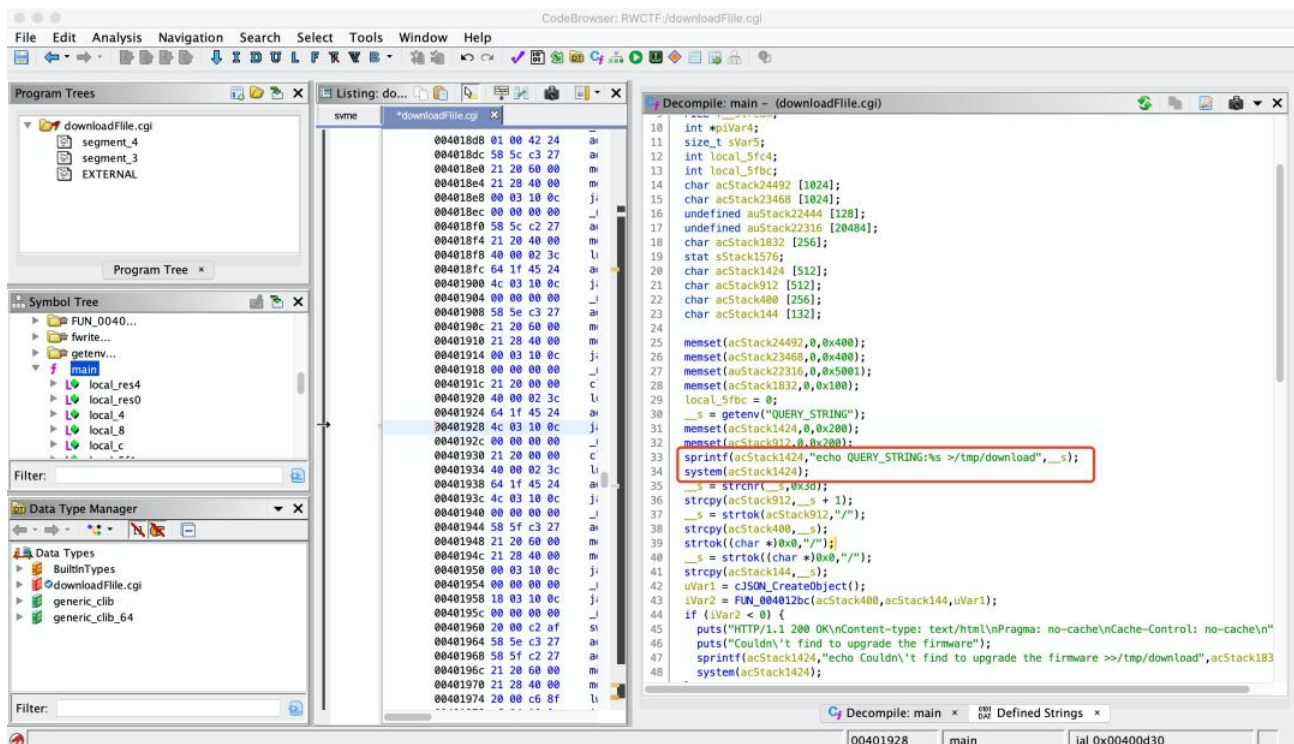 CodeBrowser: RWCTF:/downloadFlile.cgi
File Edit Analysis Navigation Search Select Tools Window Help
I D U L F B
Program Trees
downloadFlile.cgi
segment_4
segment_3
EXTERNAL
Program Tree ×
Symbol Tree
FUN_0040...
fwrite...
getenv...
f main
local_res4
local_res0
local_4
local_8
local_c
Filter:
Data Type Manager
Data Types
BuiltInTypes
downloadFlile.cgi
generic_clib
generic_clib_64
Filter:
Listing: do...
svme *downloadFlile.cgi
004018d8 01 00 42 24
004018dc 58 5c c3 27
004018e0 21 20 60 00
004018e4 21 28 40 00
004018e8 00 03 10 0c
004018ec 00 00 00 00
004018f0 58 5c c2 27
004018f4 21 20 40 00
004018f8 40 00 02 3c
004018fc 64 1f 45 24
00401900 4c 03 10 0c
00401904 00 00 00 00
00401908 58 5e c3 27
0040190c 21 20 60 00
00401910 21 28 40 00
00401914 00 03 10 0c
00401918 00 00 00 00
0040191c 21 20 00 00
00401920 40 00 02 3c
00401924 64 1f 45 24
00401928 4c 03 10 0c
0040192c 00 00 00 00
00401930 21 20 00 00
00401934 40 00 02 3c
00401938 64 1f 45 24
0040193c 4c 03 10 0c
00401940 00 00 00 00
00401944 58 5f c3 27
00401948 21 20 60 00
0040194c 21 28 40 00
00401950 00 03 10 0c
00401954 00 00 00 00
00401958 18 03 10 0c
0040195c 00 00 00 00
00401960 20 00 c2 af
00401964 58 5e c3 27
00401968 58 5f c2 27
0040196c 21 20 60 00
00401970 21 28 40 00
00401974 20 00 c6 8f
Decompile: main – (downloadFlile.cgi)
10 int *piVar4;
11 size_t sVar5;
12 int local_5fc4;
13 int local_5fbc;
14 char acStack24492 [1024];
15 char acStack23468 [1024];
16 undefined auStack22444 [128];
17 undefined auStack22316 [20484];
18 char acStack1832 [256];
19 stat sStack1576;
20 char acStack1424 [512];
21 char acStack912 [512];
22 char acStack400 [256];
23 char acStack144 [132];
24
25 memset(acStack24492,0,0x400);
26 memset(acStack23468,0,0x400);
27 memset(auStack22316,0,0x5001);
28 memset(acStack1832,0,0x100);
29 local_5fbc = 0;
30 __s = getenv("QUERY_STRING");
31 memset(acStack1424,0,0x200);
32 memset(acStack912,0,0x200);
33 sprintf(acStack1424,"echo QUERY_STRING:%s >/tmp/download",__s);
34 system(acStack1424);
35 __s = strchr(__s,0x3d);
36 strcpy(acStack912,__s + 1);
37 __s = strtok(acStack912,"/");
38 strcpy(acStack400,__s);
39 strtok((char *)0x0,"/");
40 __s = strtok((char *)0x0,"/");
41 strcpy(acStack144,__s);
42 uVar1 = cJSON_CreateObject();
43 iVar2 = FUN_004012bc(acStack400,acStack144,uVar1);
44 if (iVar2 < 0) {
45 puts("HTTP/1.1 200 OK\nContent-type: text/html\nPragma: no-cache\nCache-Control: no-cache\n"
46 puts("Couldn\'t find to upgrade the firmware");
47 sprintf(acStack1424,"echo Couldn\'t find to upgrade the firmware >>/tmp/download",acStack183
48 system(acStack1424);
Decompile: main × Defined Strings ×
00401928 main jal 0x00400d30